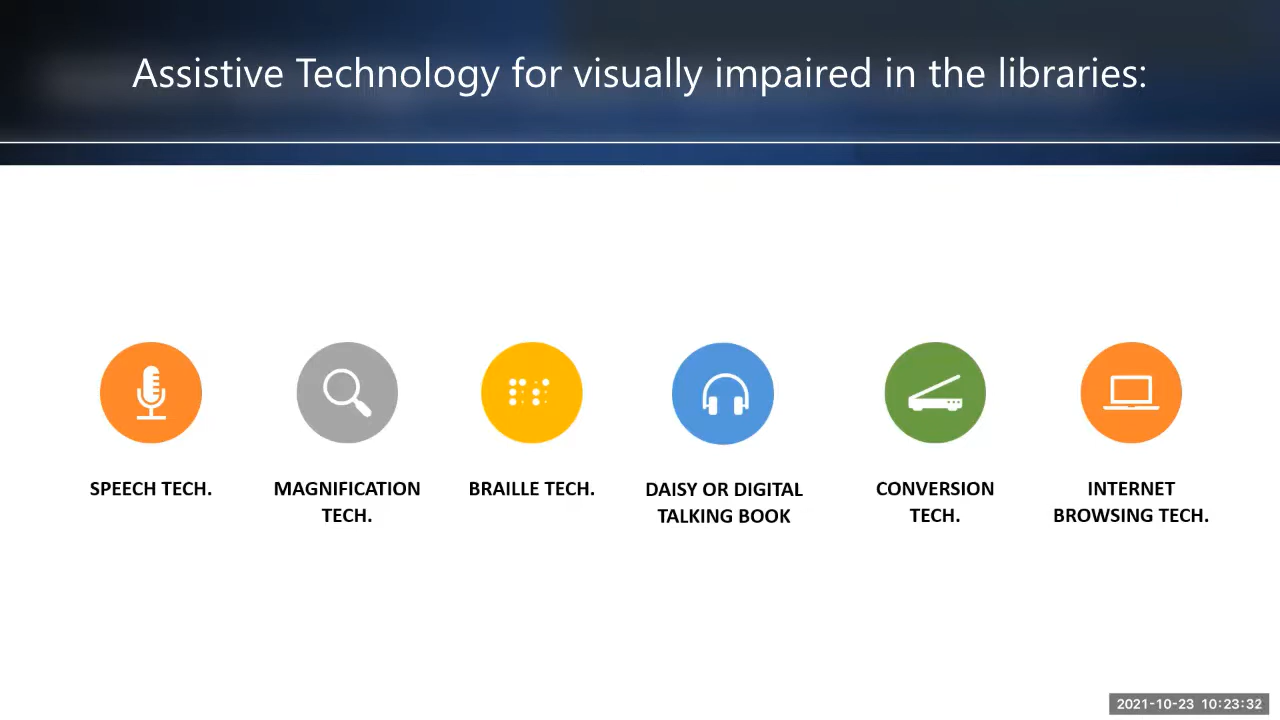 Assistive Technology for visually impaired in the libraries:
SPEECH TECH.
MAGNIFICATION
TECH.
BRAILLE TECH.
DAISY OR DIGITAL
TALKING BOOK
CONVERSION
TECH.
INTERNET
BROWSING TECH.
2021-10-23 10:23:32